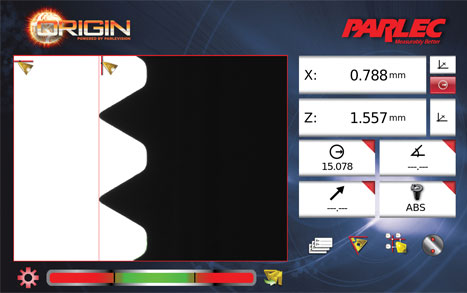 ORIGIN
POWERED BY PARLEVISION
PARLEC
Measurably Better
X: 0.788 mm
Z: 1.557 mm
15.078
---.---
---.---
ABS